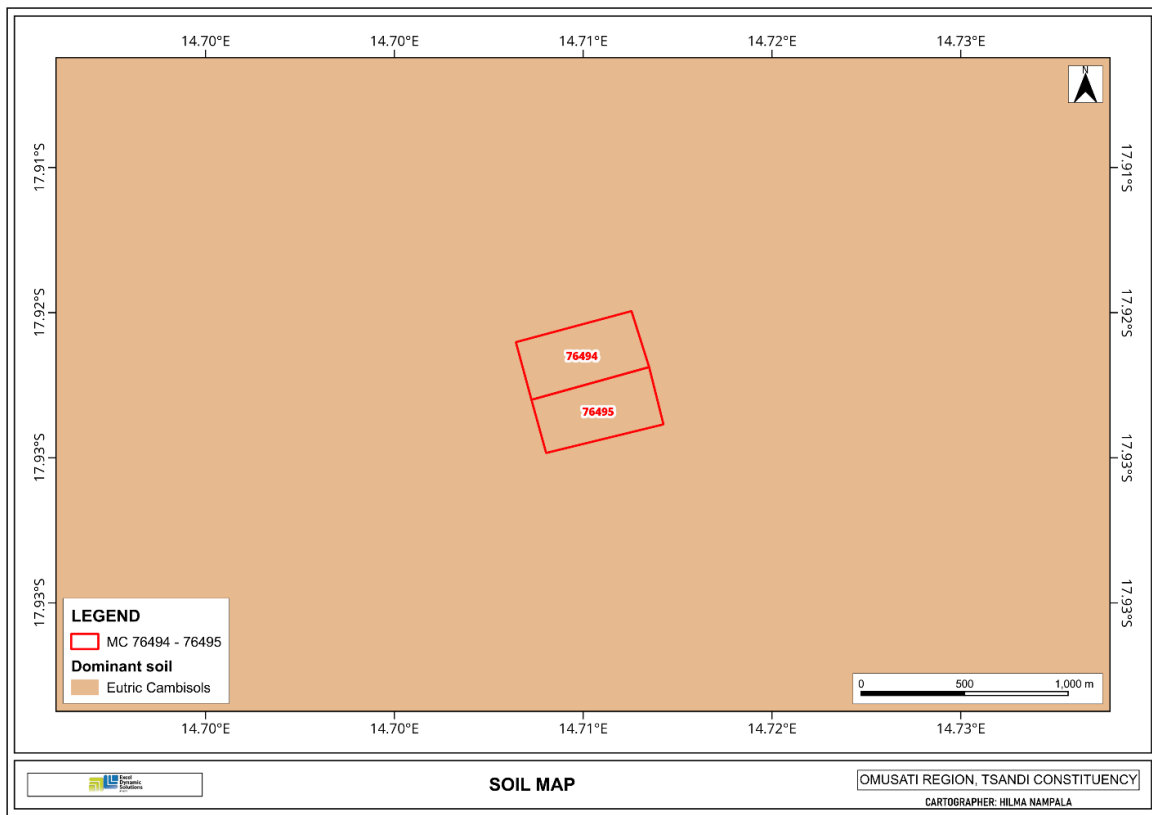 14.70°E 14.70°E 14.71°E 14.72°E 14.73°E
N
17.91°S 17.91°S
17.92°S 17.92°S
76494
76495
17.93°S 17.93°S
17.93°S 17.93°S
LEGEND
MC 76494 - 76495
Dominant soil
Eutric Cambisols
0 500 1,000 m
14.70°E 14.70°E 14.71°E 14.72°E 14.73°E
Excel
Dynamic
Solutions
SOIL MAP
OMUSATI REGION, TSANDI CONSTITUENCY
CARTOGRAPHER: HILMA NAMPALA